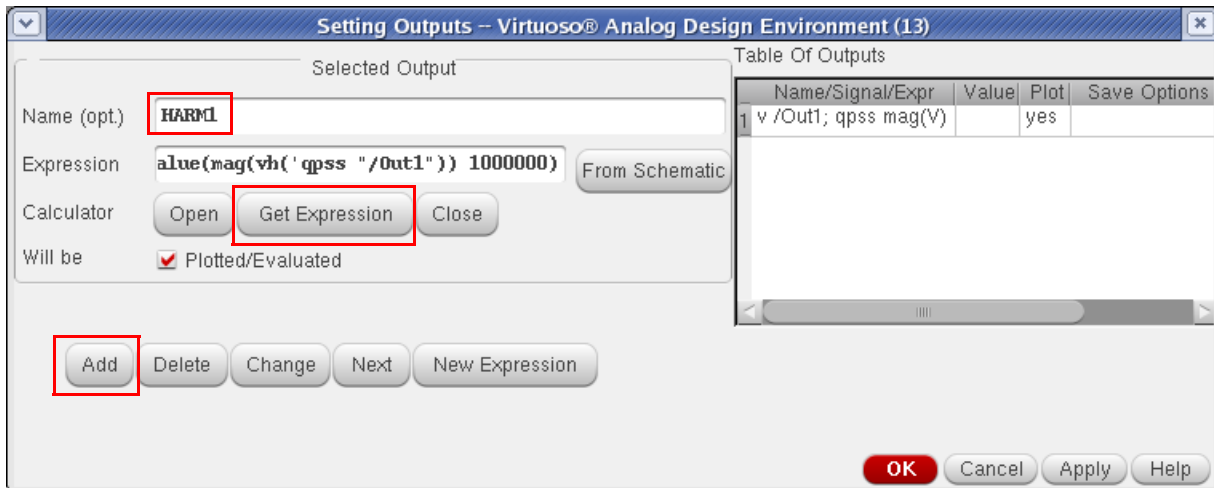 Setting Outputs -- Virtuoso® Analog Design Environment (13)
Selected Output
Name (opt.) HARM1
Expression alue(mag(vh('qpss "/Out1")) 1000000) From Schematic
Calculator Open Get Expression Close
Will be Plotted/Evaluated
Add Delete Change Next New Expression
Table Of Outputs
Name/Signal/Expr Value Plot Save Options
1 v /Out1; qpss mag(V) yes
OK Cancel Apply Help